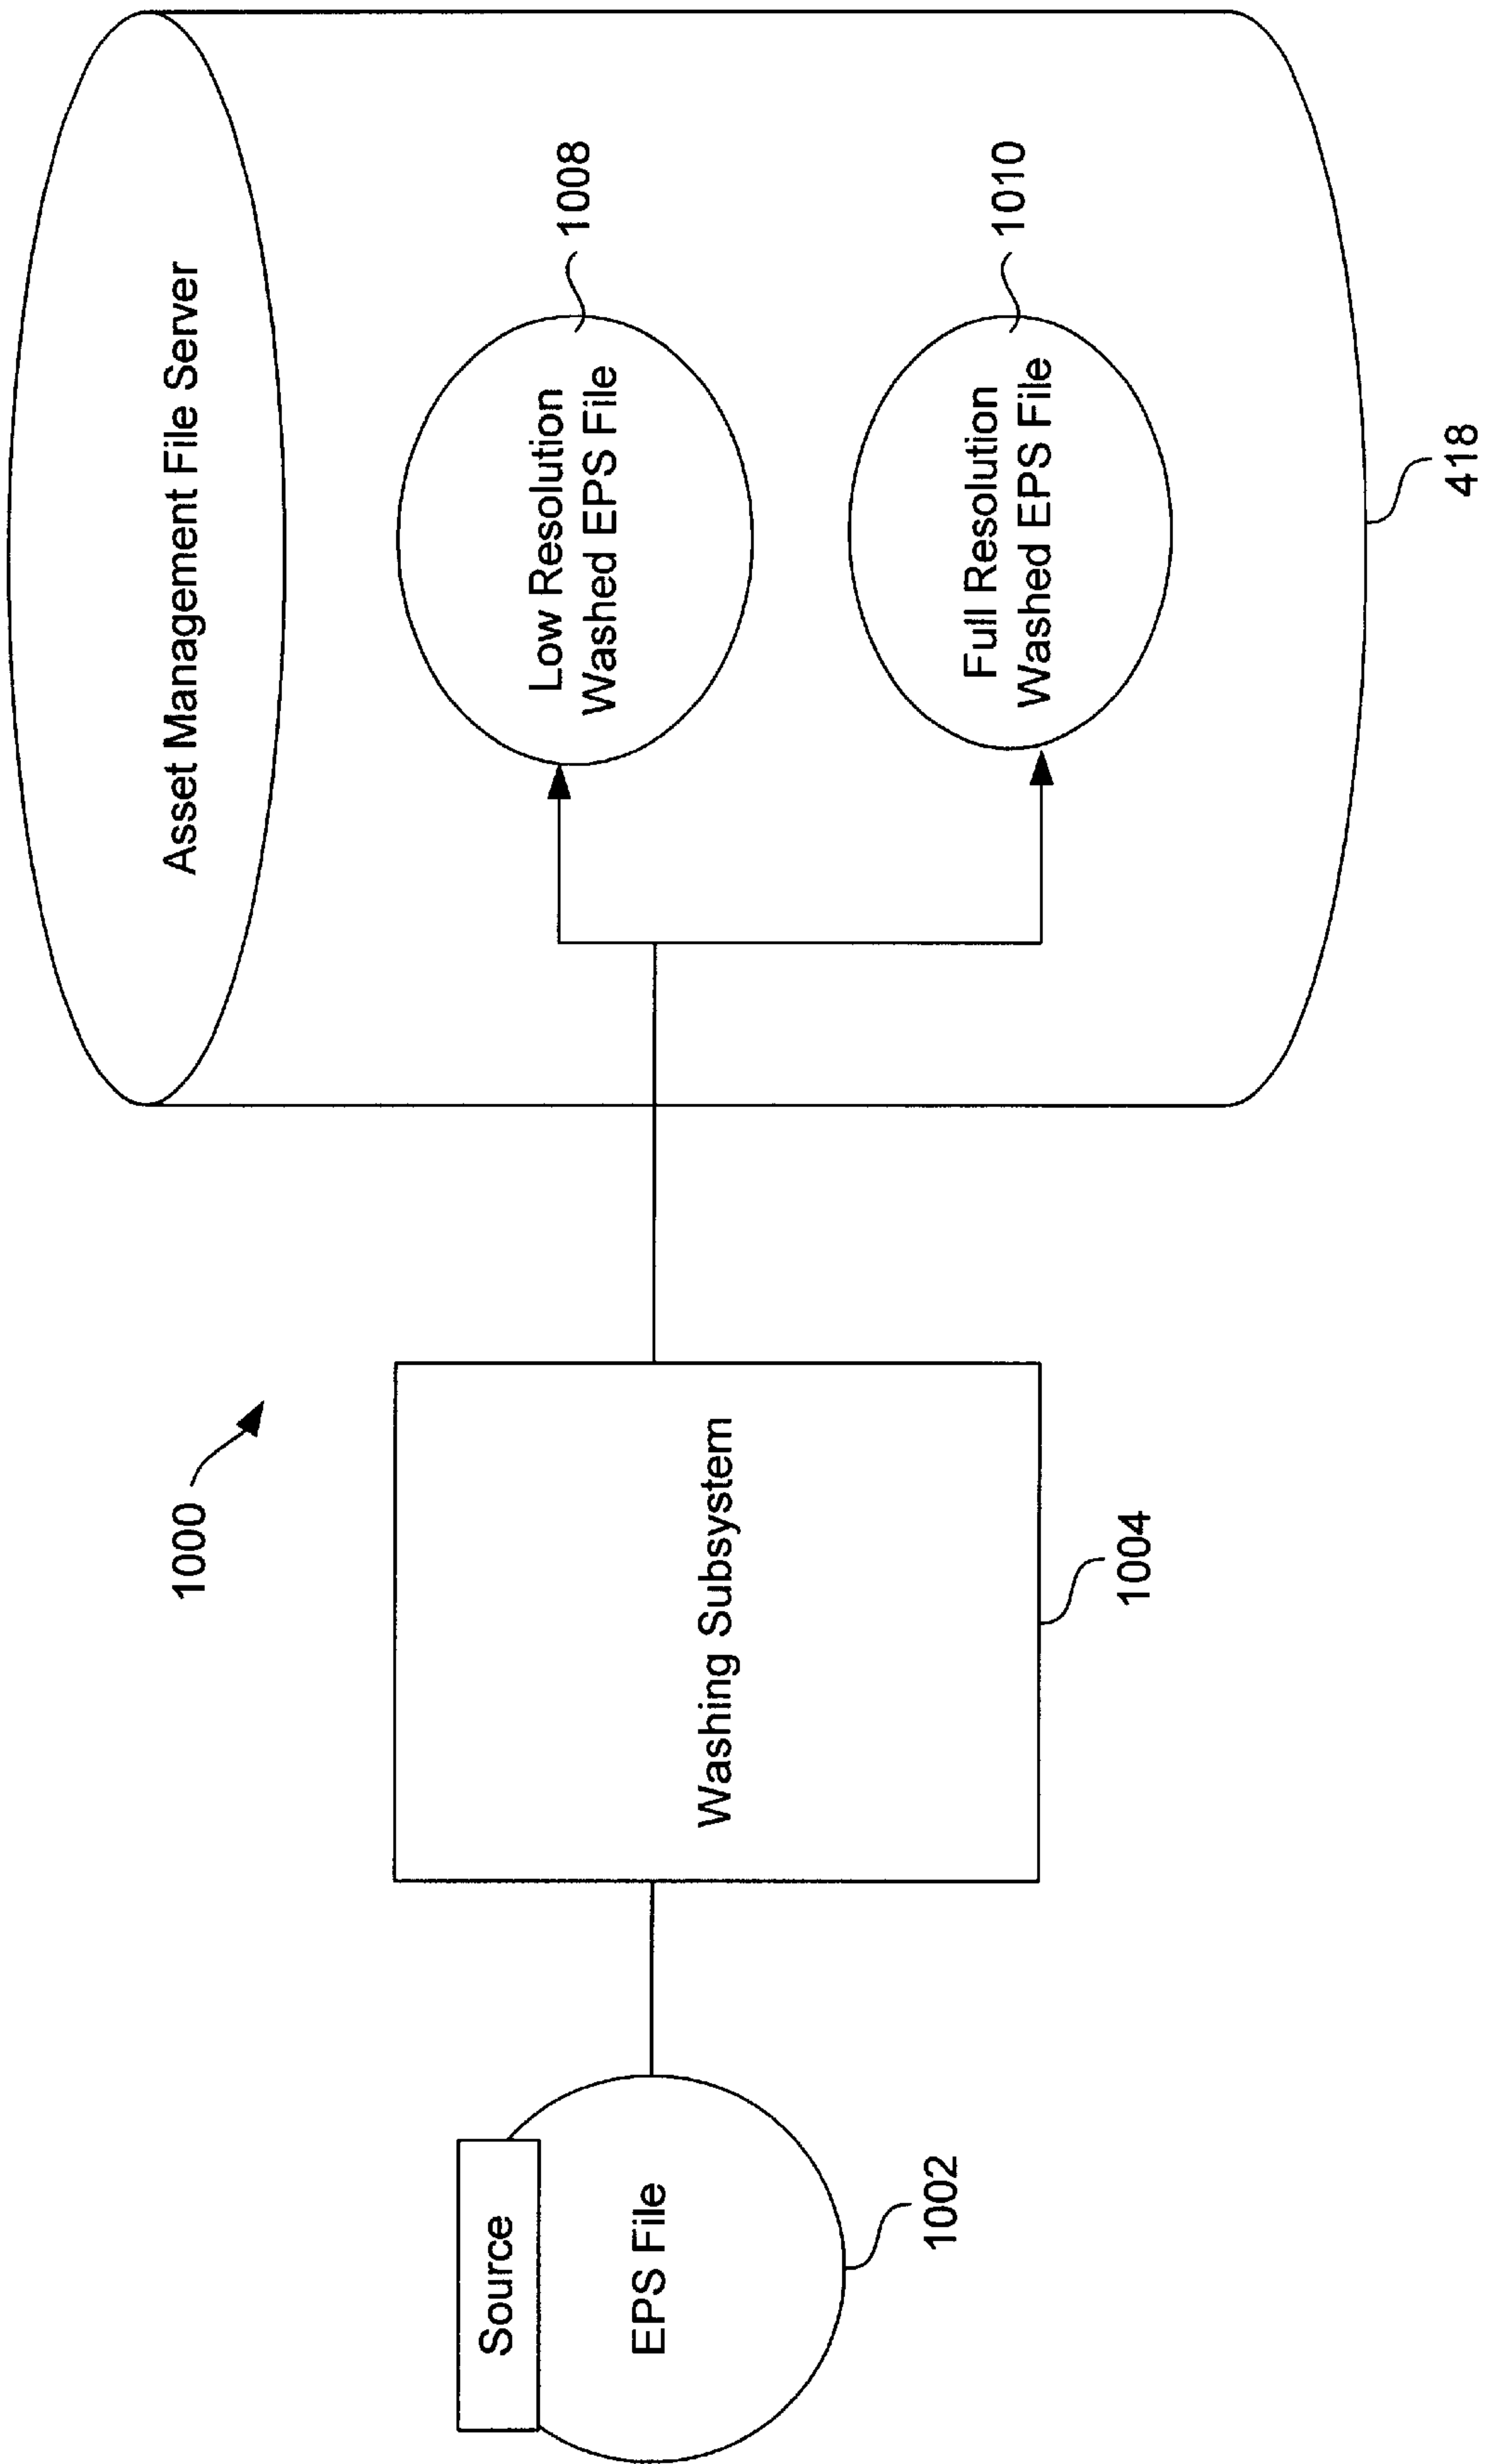 1000
Asset Management File Server
Source
EPS File
1002
Washing Subsystem
1004
Low Resolution
Washed EPS File
1008
Full Resolution
Washed EPS File
1010
418